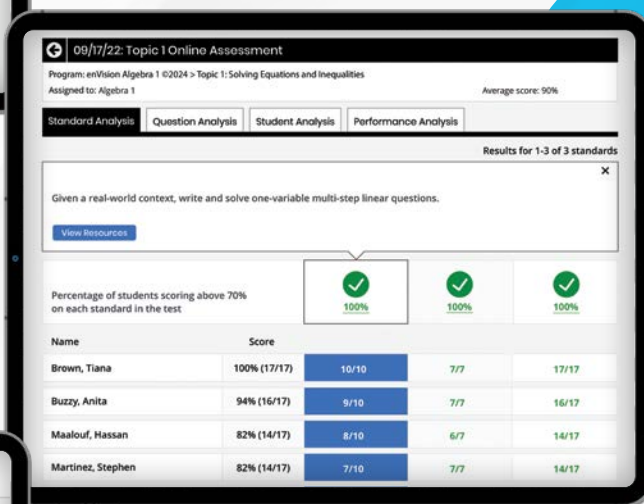 09/17/22: Topic 1 Online Assessment
Program: enVision Algebra 1 ©2024 > Topic 1: Solving Equations and Inequalities
Assigned to: Algebra 1 Average score: 90%
Standard Analysis Question Analysis Student Analysis Performance Analysis
Results for 1-3 of 3 standards
Given a real-world context, write and solve one-variable multi-step linear questions.
View Resources
Percentage of students scoring above 70%
on each standard in the test
100% 100% 100%
Name Score
Brown, Tiana 100% (17/17) 10/10 7/7 17/17
Buzzy, Anita 94% (16/17) 9/10 7/7 16/17
Maalouf, Hassan 82% (14/17) 8/10 6/7 14/17
Martinez, Stephen 82% (14/17) 7/10 7/7 14/17